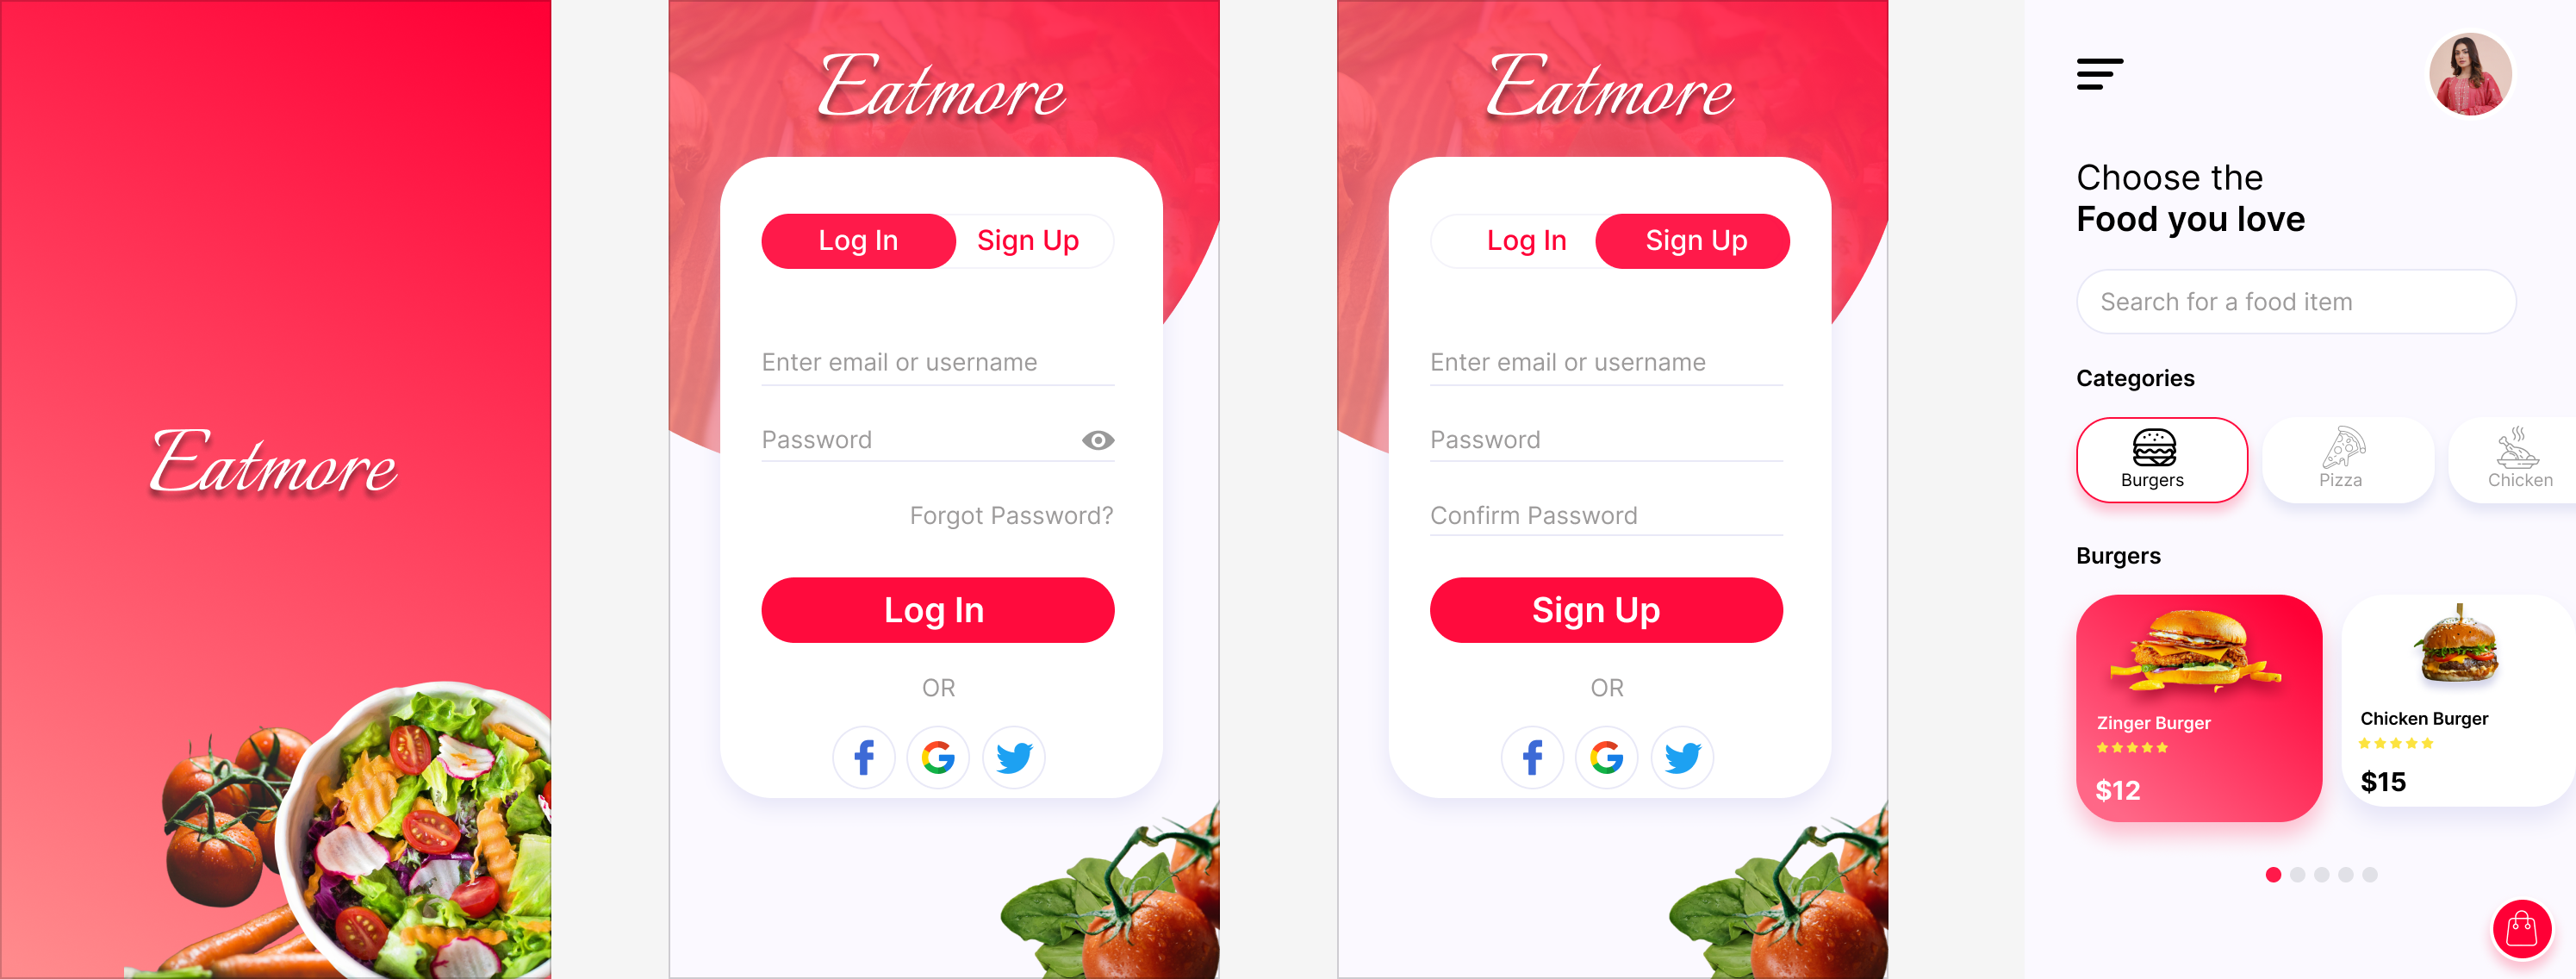 Eatmore
Eatmore
Log In Sign Up
Enter email or username
Password
Forgot Password?
Log In
OR
Eatmore
Log In Sign Up
Enter email or username
Password
Confirm Password
Sign Up
OR
Choose the
Food you love
Search for a food item
Categories
Burgers Pizza Chicken
Burgers
Zinger Burger
$12
Chicken Burger
$15